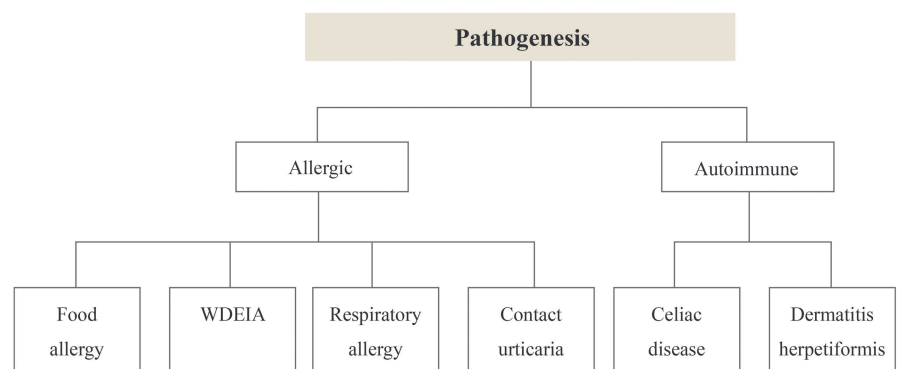 Pathogenesis
Allergic
Autoimmune
Food
allergy
WDEIA
Respiratory
allergy
Contact
urticaria
Celiac
disease
Dermatitis
herpetiformis